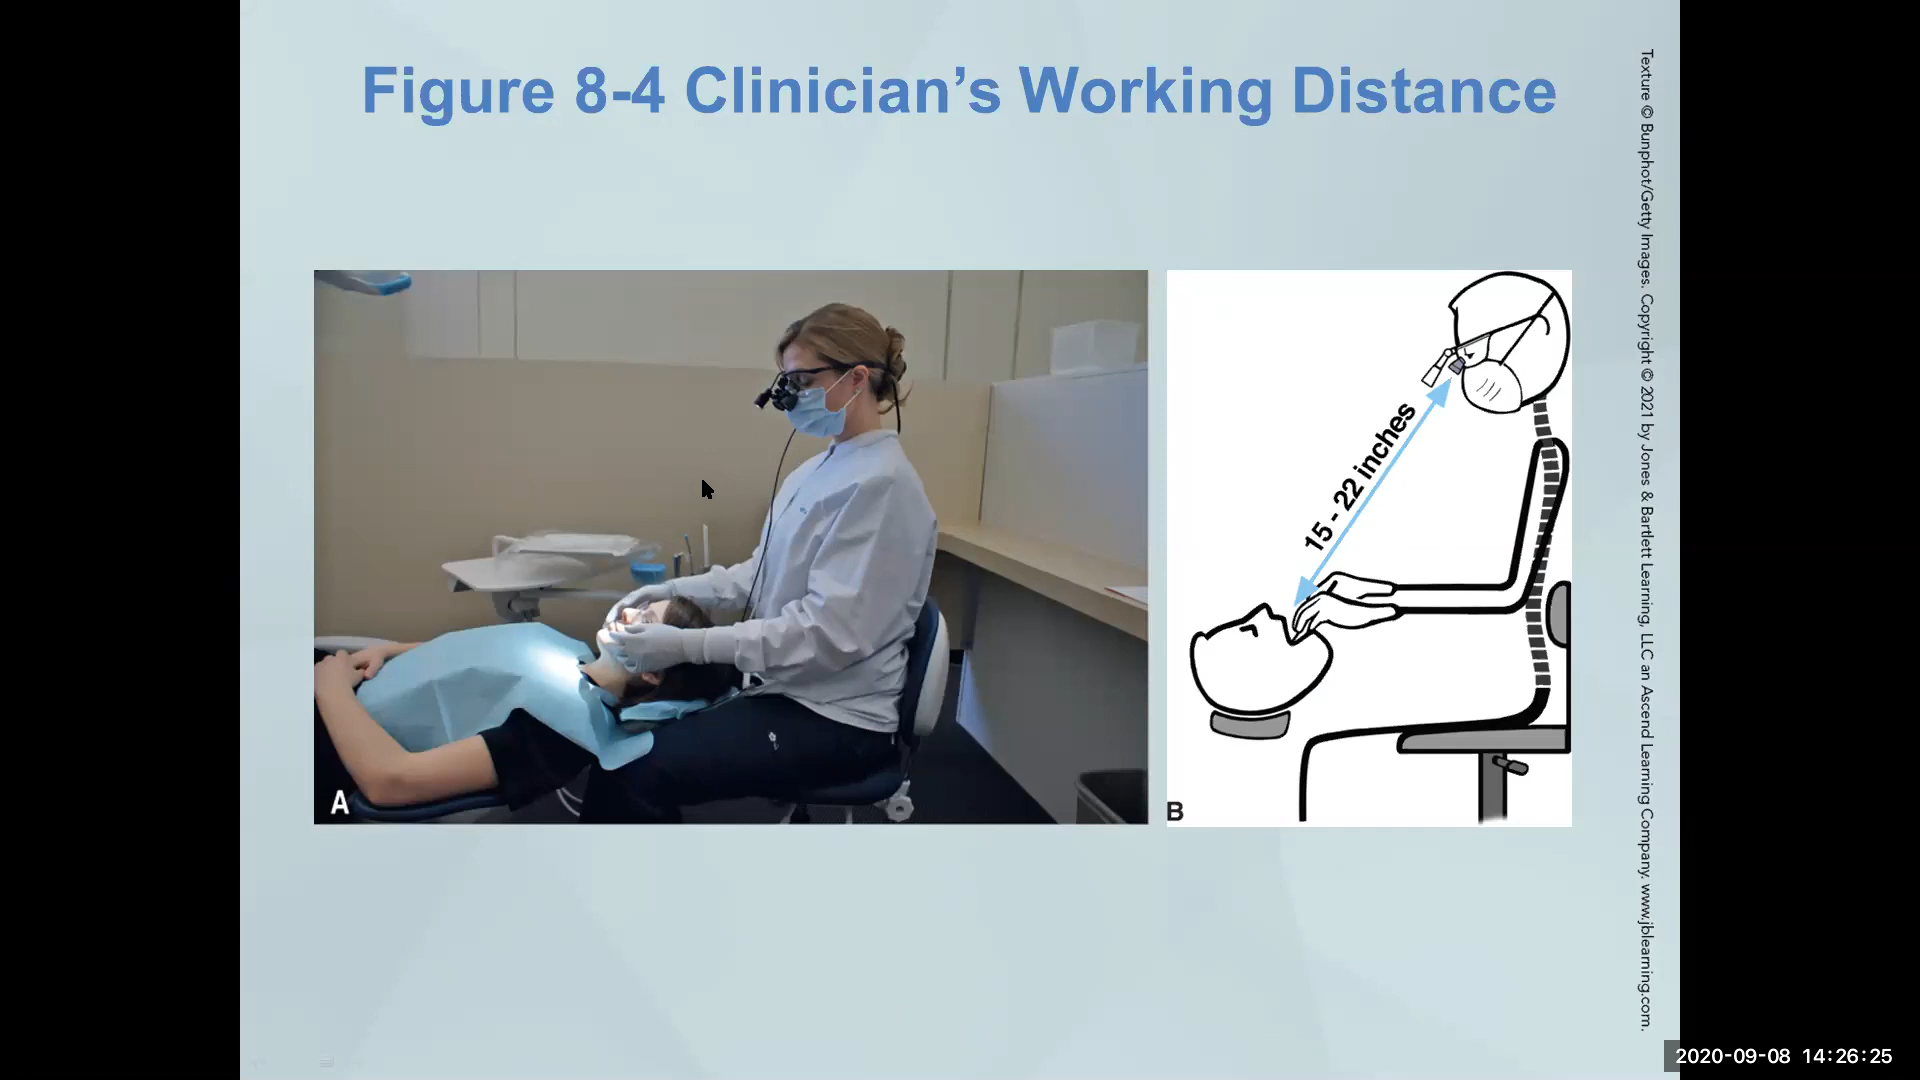 Figure 8-4 Clinician’s Working Distance
A
15 - 22 inches
B
Texture © Bunphot/Getty Images. Copyright © 2021 by Jones & Bartlett Learning, LLC an Ascend Learning Company. www.jblearning.com.
2020-09-08 14:26:25